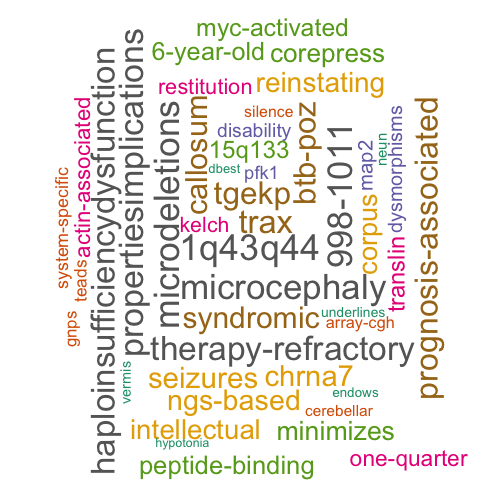 myc-activated
6-year-old corepress
restitution reinstating
silence
disability
15q133
dbest pfk1
tgekp
kelch trax
1q43q44
microcephaly
syndromic underlines
array-cgh
therapy-refractory
seizures chrna7
ngs-based endows
cerebellar
intellectual minimizes
hypotonia
peptide-binding one-quarter
gnps
system-specific
teads
actin-associated
haploinsufficiencydysfunction
vermis
propertiesimplications
microdeletions
callosum
btb-poz
998-1011
corpus
map2
neun
translin
dysmorphisms
prognosis-associated